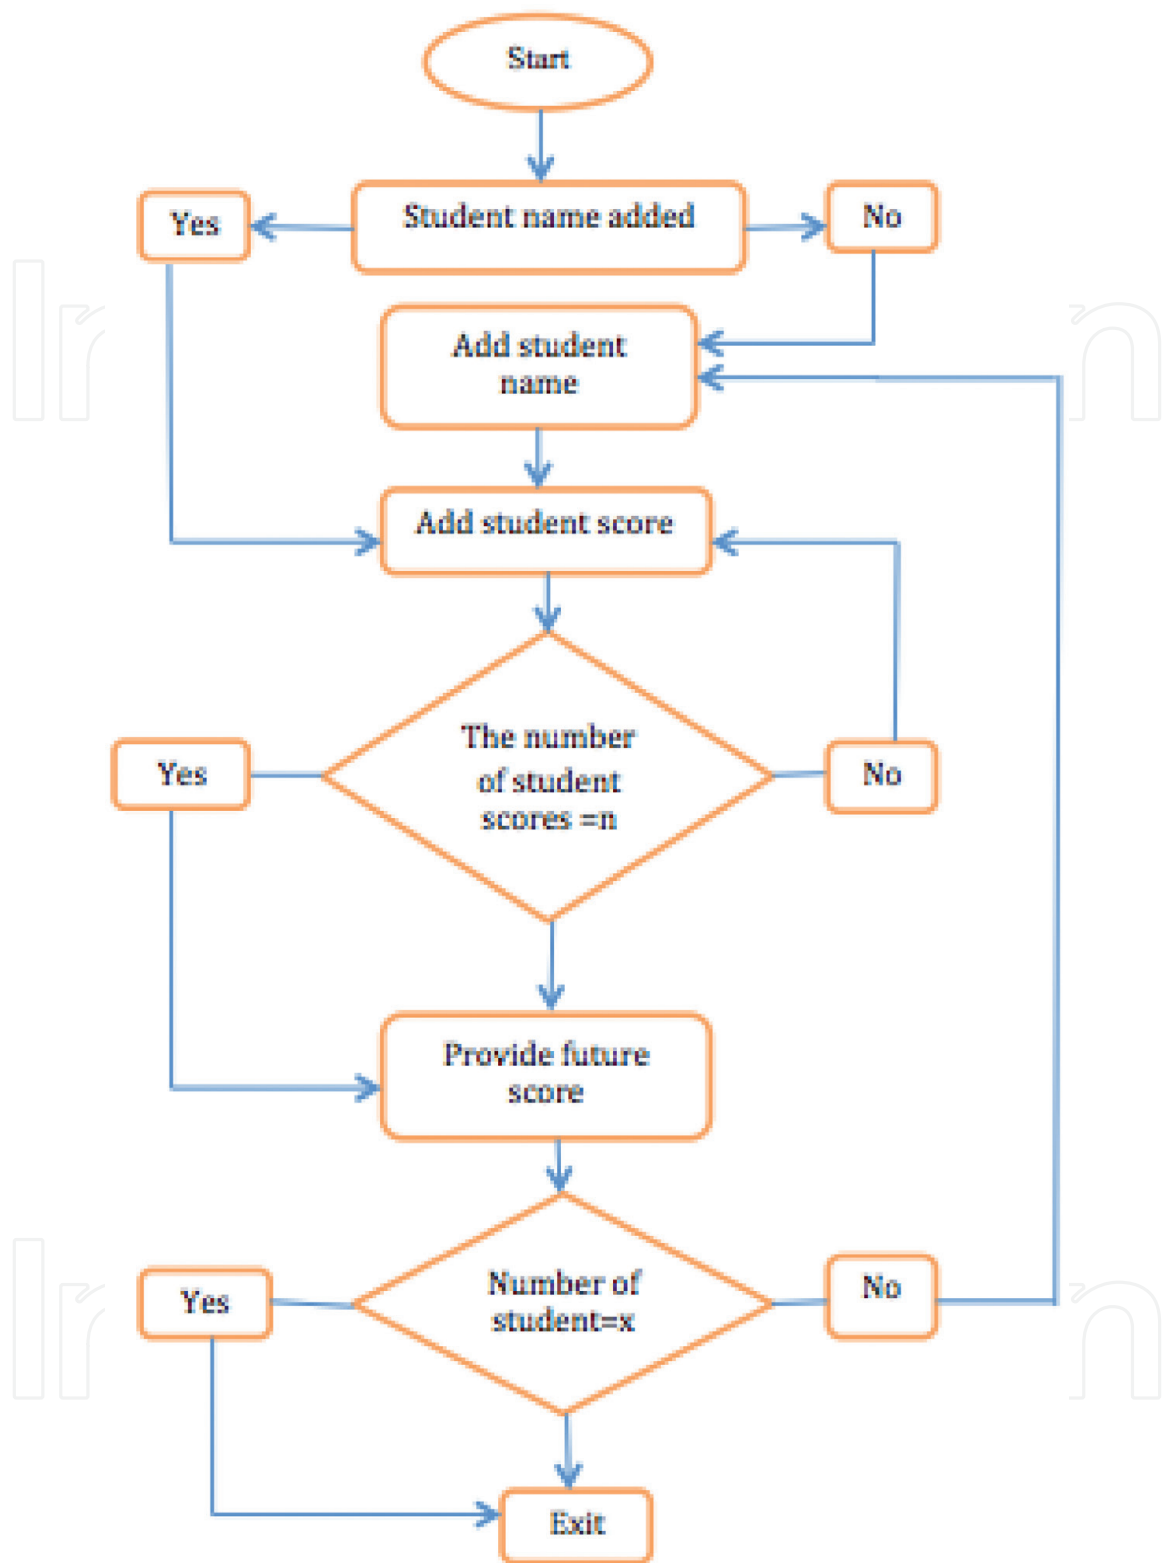 Start
Yes
Student name added
No
Add student
name
Add student score
The number
of student
scores =n
Yes
No
Provide future
score
Number of
student=x
Yes
No
Exit